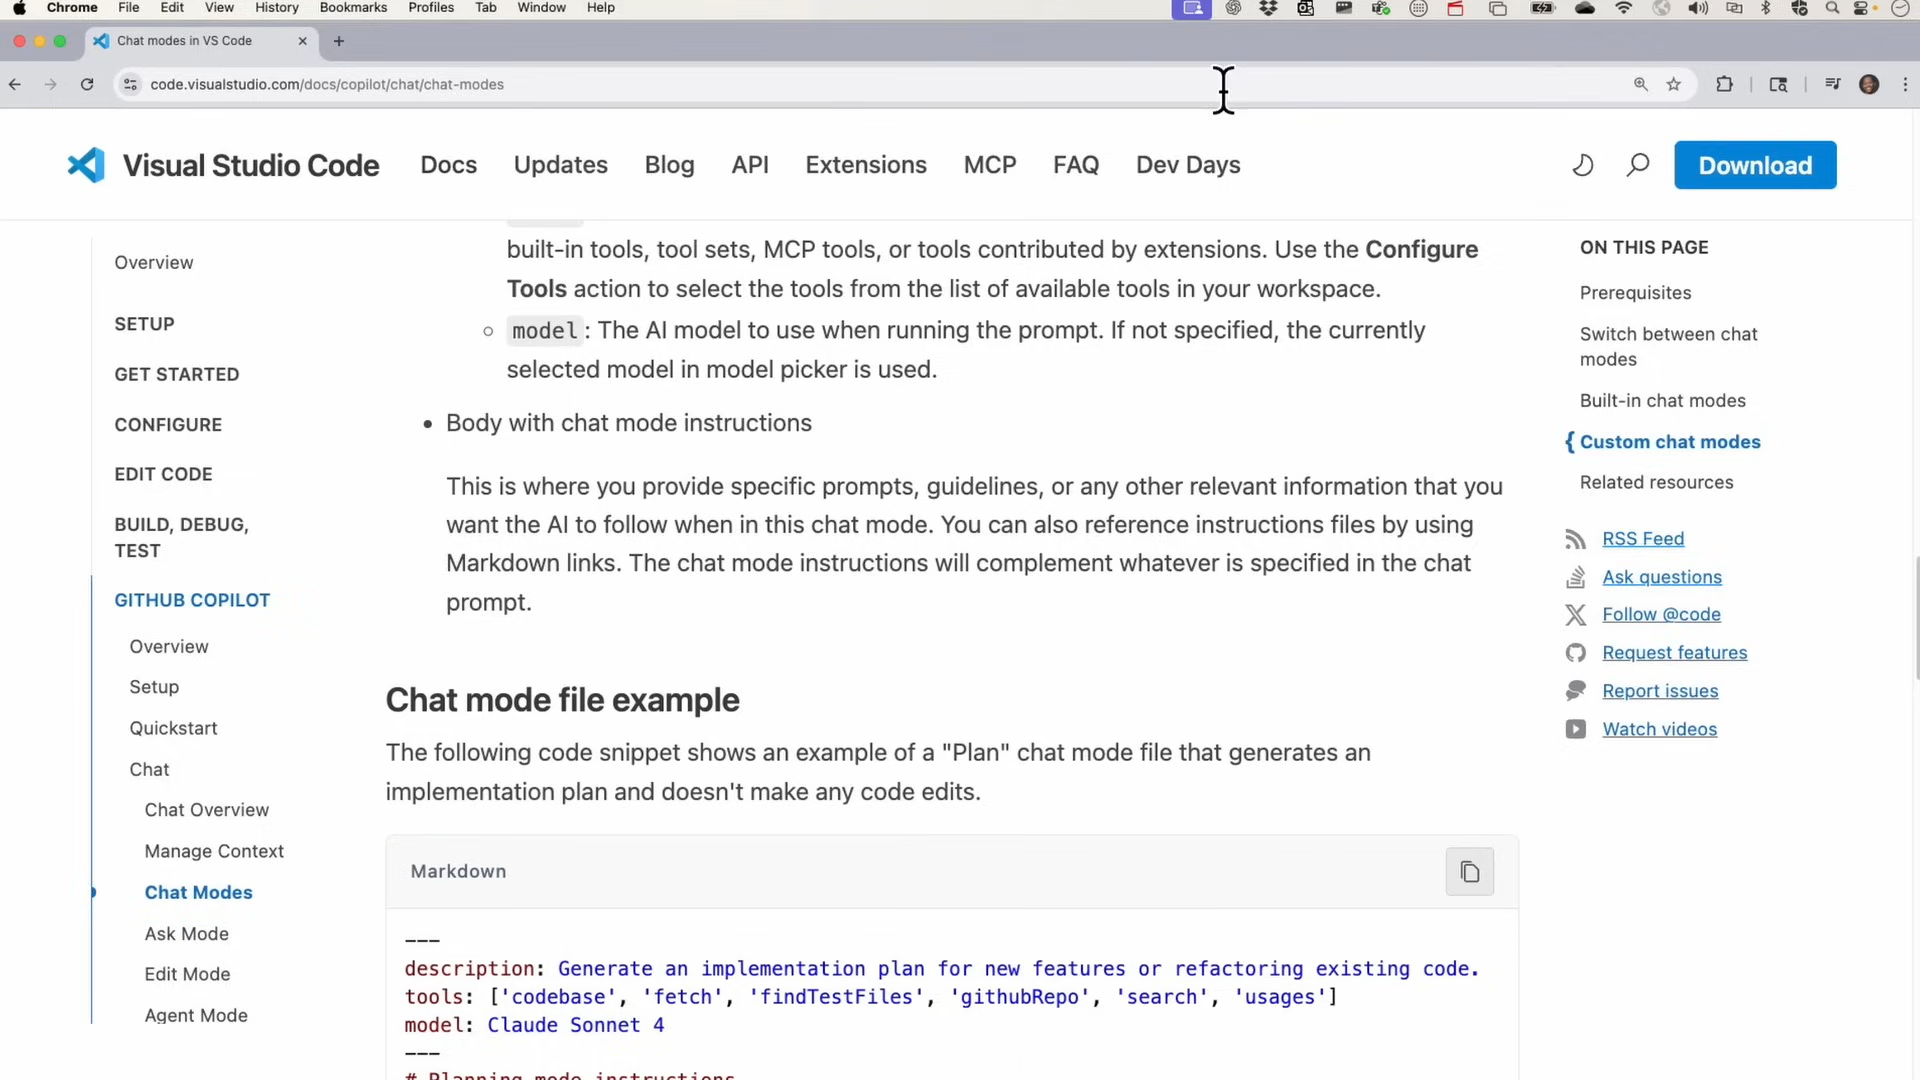 Chrome File Edit View History Bookmarks Profiles Tab Window Help
Chat modes in VS Code
code.visualstudio.com/docs/copilot/chat/chat-modes
Visual Studio Code
Docs Updates Blog API Extensions MCP FAQ Dev Days
Download
Overview
SETUP
GET STARTED
CONFIGURE
EDIT CODE
BUILD, DEBUG,
TEST
GITHUB COPILOT
Overview
Setup
Quickstart
Chat
Chat Overview
Manage Context
Chat Modes
Ask Mode
Edit Mode
Agent Mode
built-in tools, tool sets, MCP tools, or tools contributed by extensions. Use the Configure
Tools action to select the tools from the list of available tools in your workspace.
model: The AI model to use when running the prompt. If not specified, the currently
selected model in model picker is used.
Body with chat mode instructions
This is where you provide specific prompts, guidelines, or any other relevant information that you
want the AI to follow when in this chat mode. You can also reference instructions files by using
Markdown links. The chat mode instructions will complement whatever is specified in the chat
prompt.
Chat mode file example
The following code snippet shows an example of a "Plan" chat mode file that generates an
implementation plan and doesn't make any code edits.
Markdown
---
description: Generate an implementation plan for new features or refactoring existing code.
tools: ['codebase', 'fetch', 'findTestFiles', 'githubRepo', 'search', 'usages']
model: Claude Sonnet 4
---
# Planning mode instructions
ON THIS PAGE
Prerequisites
Switch between chat
modes
Built-in chat modes
Custom chat modes
Related resources
RSS Feed
Ask questions
Follow @code
Request features
Report issues
Watch videos